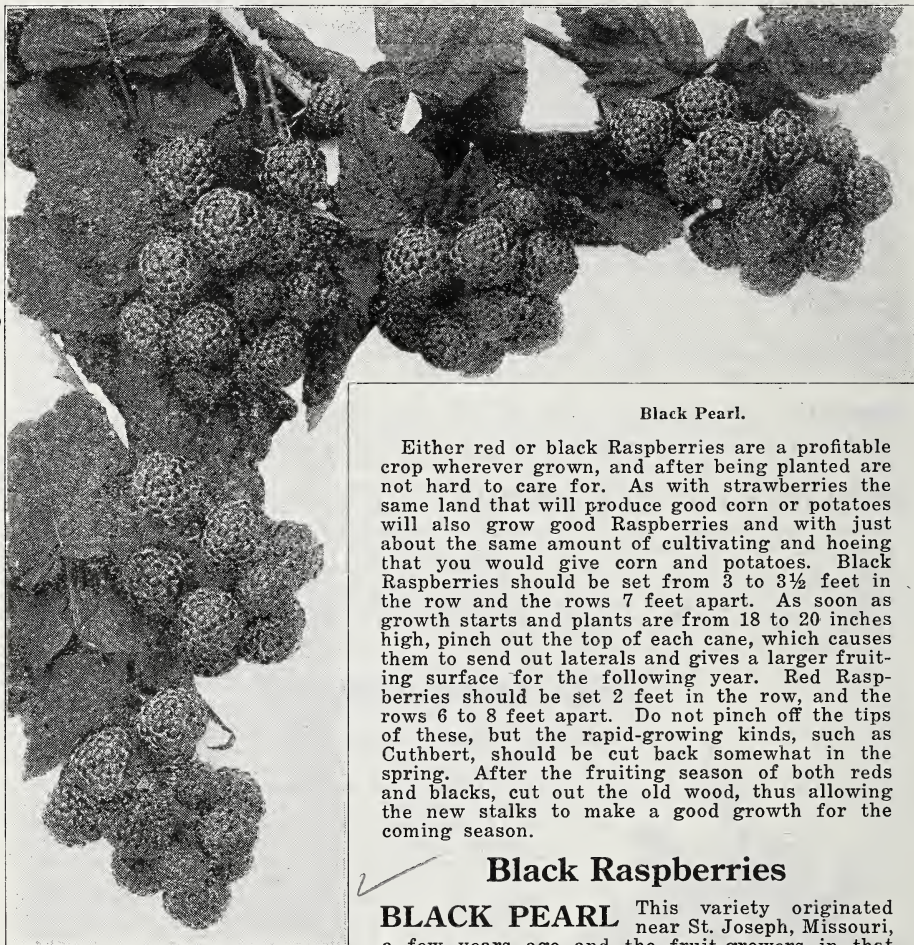 Black Pearl.
Either red or black Raspberries are a profitable
crop wherever grown, and after being planted are
not hard to care for. As with strawberries the
same land that will produce good corn or potatoes
will also grow good Raspberries and with just
about the same amount of cultivating and hoeing
that you would give corn and potatoes. Black
Raspberries should be set from 3 to 3½ feet in
the row and the rows 7 feet apart. As soon as
growth starts and plants are from 18 to 20 inches
high, pinch out the top of each cane, which causes
them to send out laterals and gives a larger fruit-
ing surface for the following year. Red Rasp-
berries should be set 2 feet in the row, and the
rows 6 to 8 feet apart. Do not pinch off the tips
of these, but the rapid-growing kinds, such as
Cuthbert, should be cut back somewhat in the
spring. After the fruiting season of both reds
and blacks, cut out the old wood, thus allowing
the new stalks to make a good growth for the
coming season.
Black Raspberries
BLACK PEARL This variety originated
near St. Joseph, Missouri,
a few years ago and the fruit-growers in that